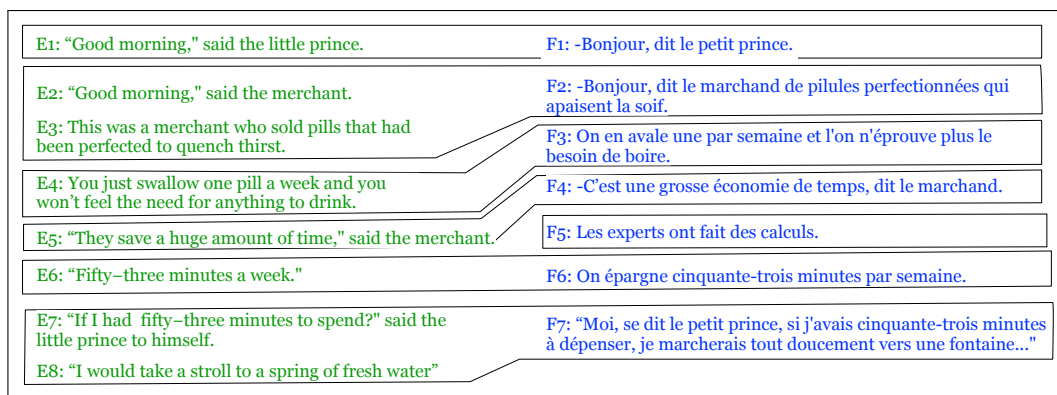 E1: “Good morning," said the little prince.
F1: -Bonjour, dit le petit prince.
E2: “Good morning," said the merchant.
F2: -Bonjour, dit le marchand de pilules perfectionnées qui
apaisent la soif.
E3: This was a merchant who sold pills that had
been perfected to quench thirst.
F3: On en avale une par semaine et l'on n'éprouve plus le
besoin de boire.
E4: You just swallow one pill a week and you
won’t feel the need for anything to drink.
F4: -C’est une grosse économie de temps, dit le marchand.
E5: “They save a huge amount of time," said the merchant.
F5: Les experts ont fait des calculs.
E6: “Fifty−three minutes a week."
F6: On épargne cinquante-trois minutes par semaine.
E7: “If I had fifty−three minutes to spend?" said the
little prince to himself.
F7: “Moi, se dit le petit prince, si j'avais cinquante-trois minutes
à dépenser, je marcherais tout doucement vers une fontaine..."
E8: “I would take a stroll to a spring of fresh water”